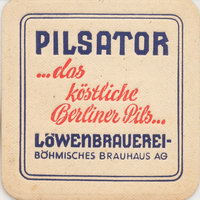 PILSATOR
...das
köstliche
Berliner Pils...
LÖWENBRAUEREI-
BÖHMISCHES BRAUHAUS AG